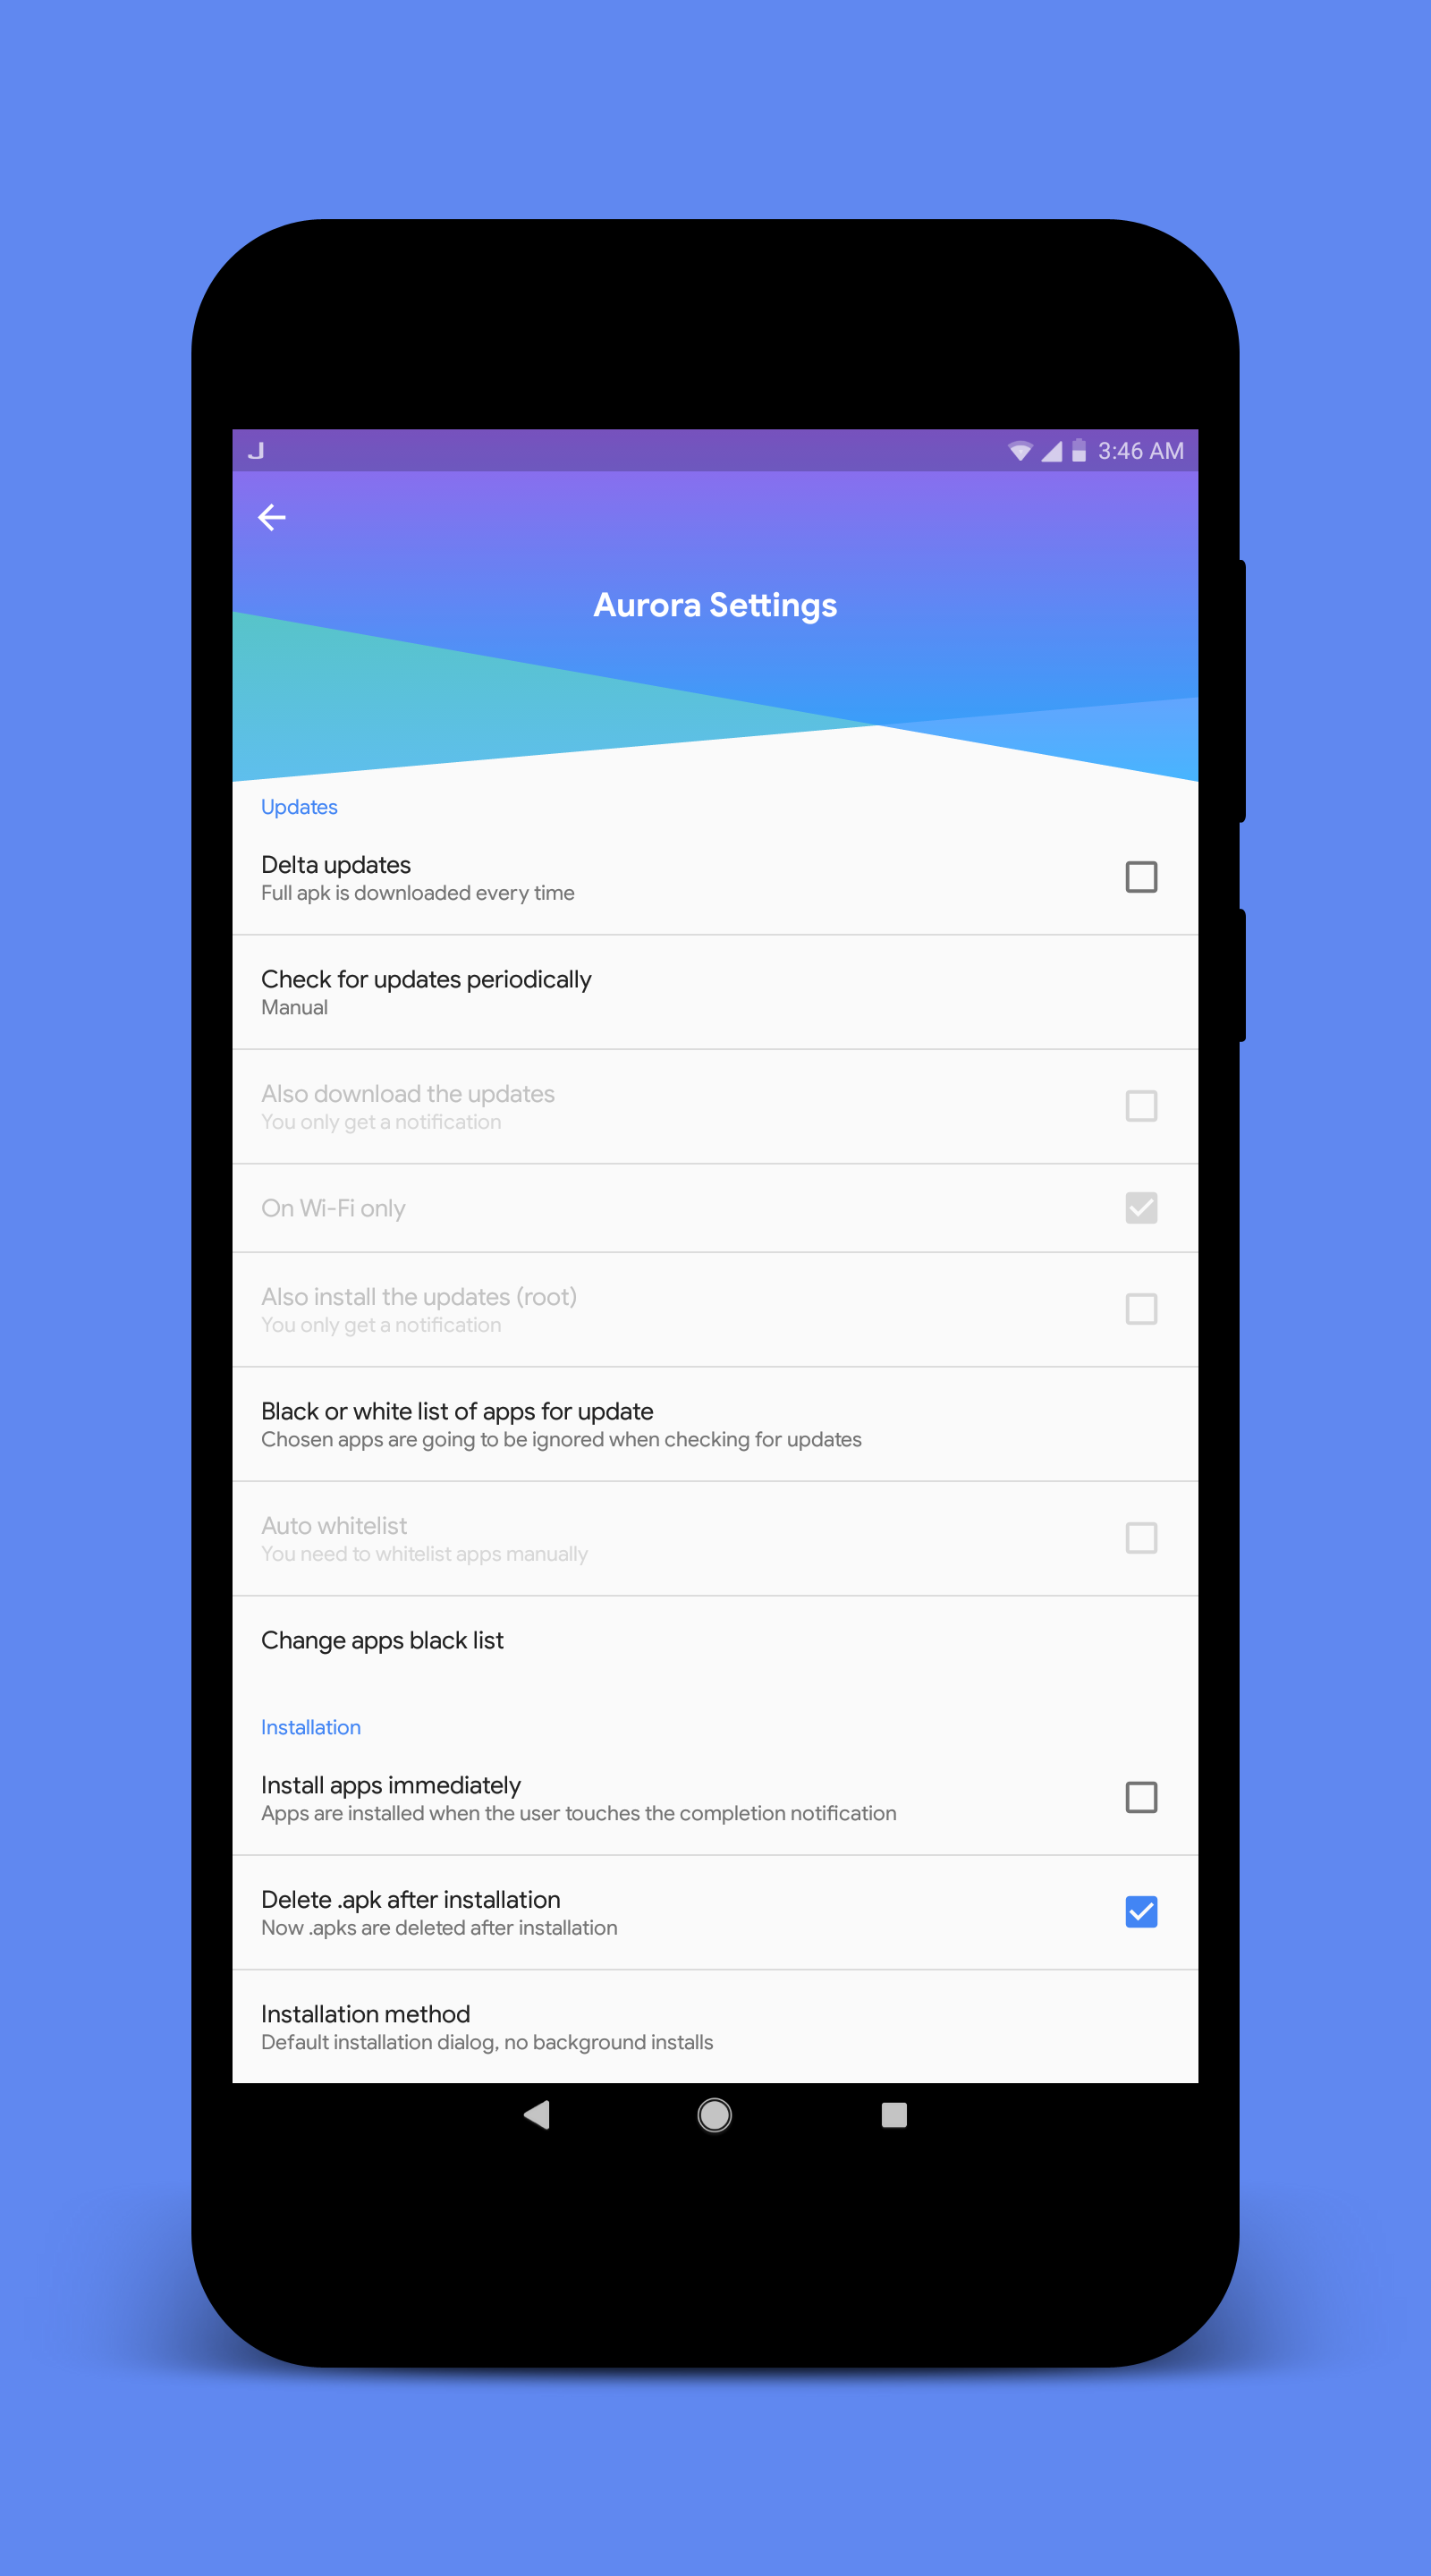 3:46 AM
Aurora Settings
Updates
Delta updates
Full apk is downloaded every time
Check for updates periodically
Manual
Also download the updates
You only get a notification
On Wi-Fi only
Also install the updates (root)
You only get a notification
Black or white list of apps for update
Chosen apps are going to be ignored when checking for updates
Auto whitelist
You need to whitelist apps manually
Change apps black list
Installation
Install apps immediately
Apps are installed when the user touches the completion notification
Delete .apk after installation
Now .apks are deleted after installation
Installation method
Default installation dialog, no background installs